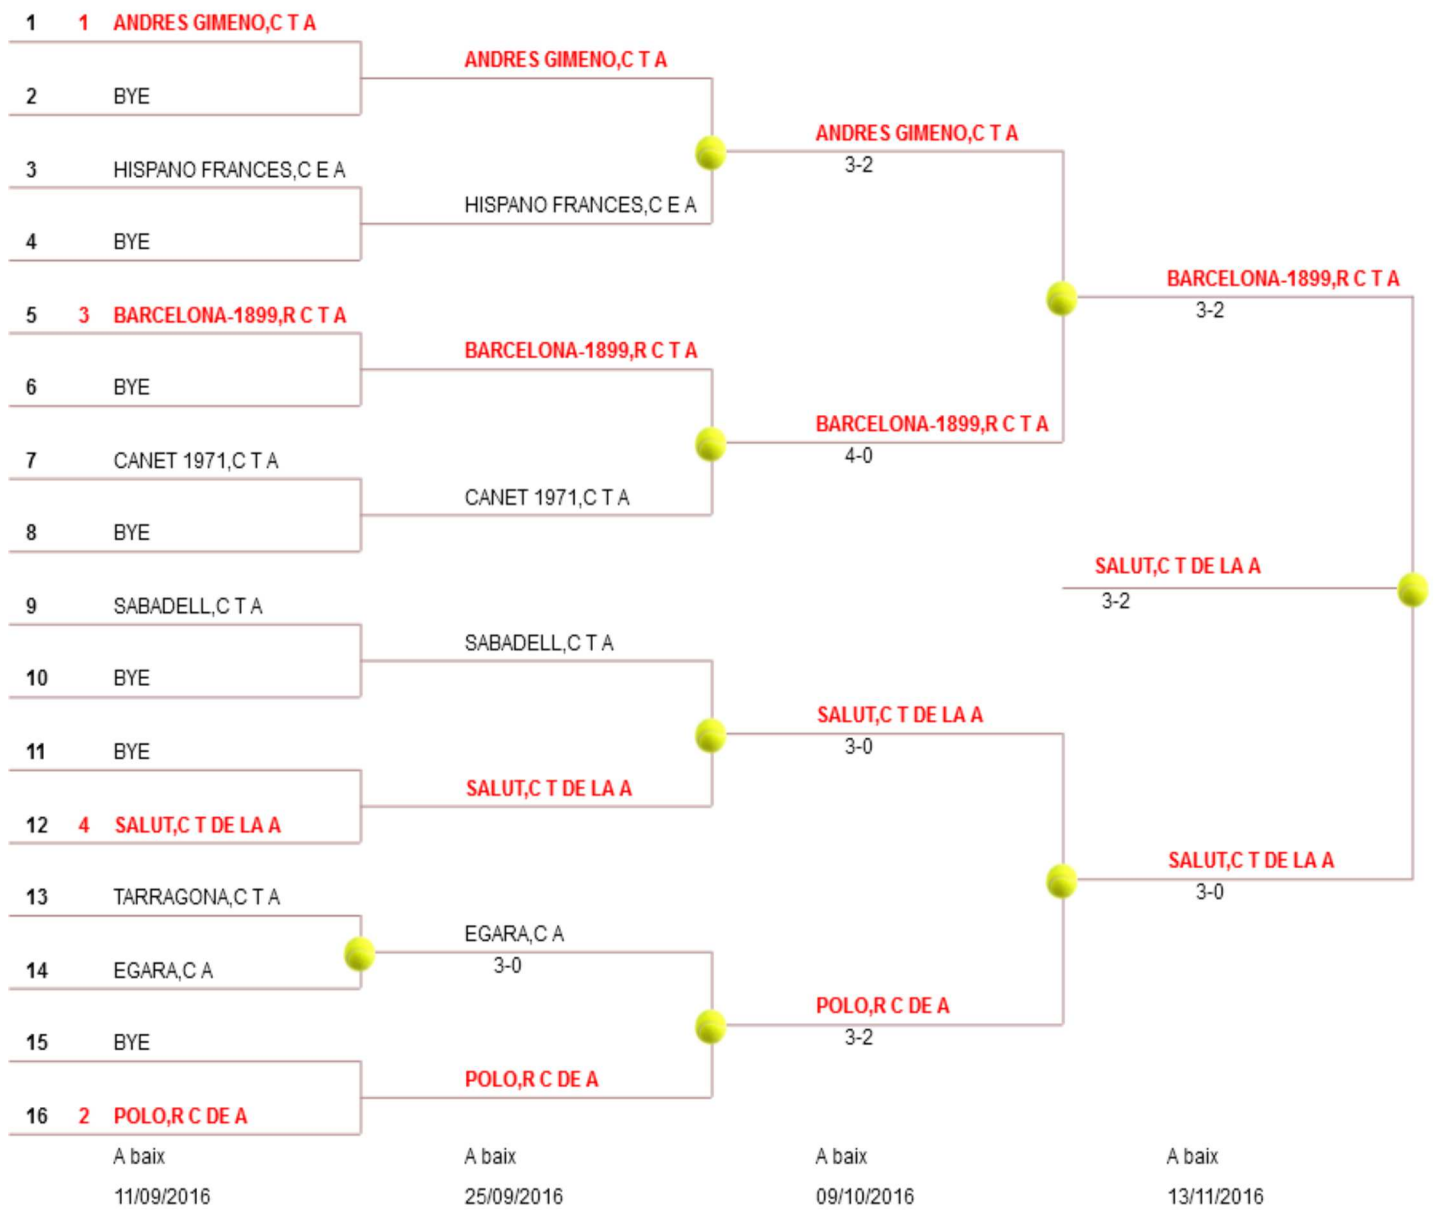 1 1 ANDRES GIMENO,C T A
ANDRES GIMENO,C T A
2 BYE
ANDRES GIMENO,C T A
3-2
3 HISPANO FRANCES,C E A
HISPANO FRANCES,C E A
4 BYE
BARCELONA-1899,R C T A
3-2
5 3 BARCELONA-1899,R C T A
BARCELONA-1899,R C T A
6 BYE
BARCELONA-1899,R C T A
4-0
7 CANET 1971,C T A
CANET 1971,C T A
8 BYE
SALUT,C T DE LA A
3-2
9 SABADELL,C T A
SABADELL,C T A
10 BYE
SALUT,C T DE LA A
3-0
11 BYE
SALUT,C T DE LA A
12 4 SALUT,C T DE LA A
SALUT,C T DE LA A
3-0
13 TARRAGONA,C T A
EGARA,C A
3-0
14 EGARA,C A
POLO,R C DE A
3-2
15 BYE
POLO,R C DE A
16 2 POLO,R C DE A
A baix A baix A baix A baix
11/09/2016 25/09/2016 09/10/2016 13/11/2016